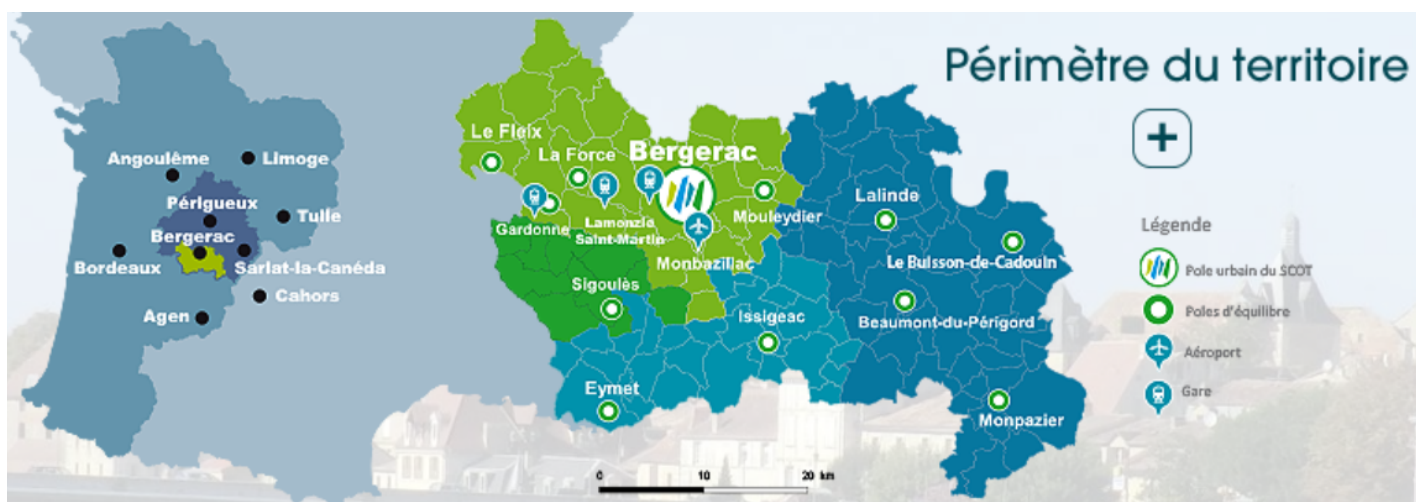 Périmètre du territoire
+
Angoulême
Limoge
Périgueux
Tulle
Bergerac
Bordeaux
Sarlat-la-Canéda
Cahors
Agen
Le Fleix
La Force
Bergerac
Gardonne
Lamonzie
Saint-Martin
Mouleydier
Monbazillac
Lalinde
Le Buisson-de-Cadouin
Sigoulès
Issigeac
Beaumont-du-Périgord
Eymet
Monpazier
0 10 20 km
Légende
Pole urbain du SCOT
Poles d'équilibre
Aéroport
Gare